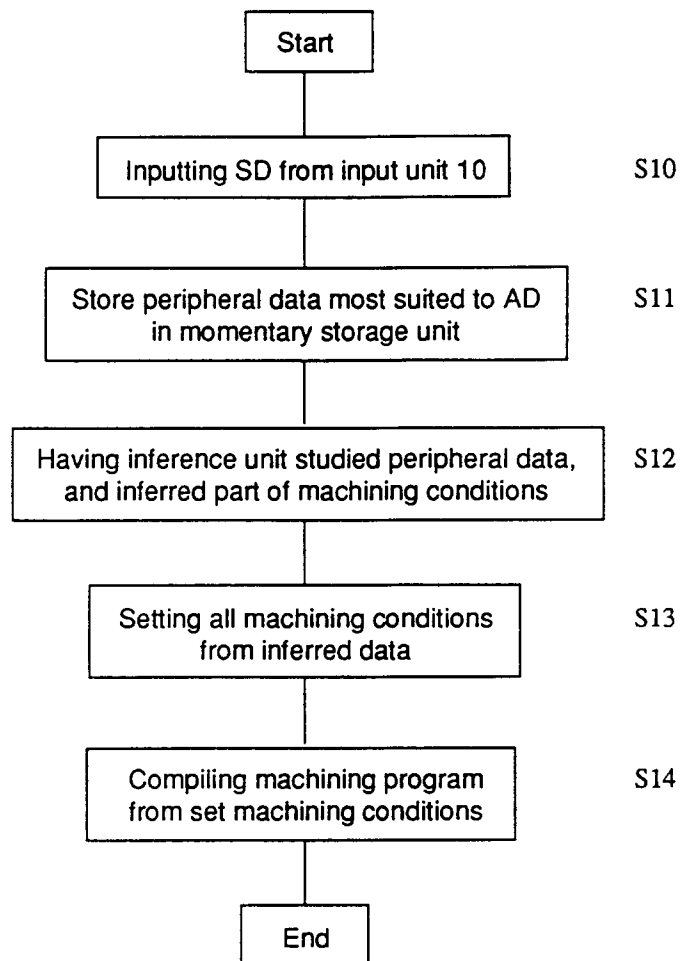 Start
Inputting SD from input unit 10
S10
Store peripheral data most suited to AD
in momentary storage unit
S11
Having inference unit studied peripheral data,
and inferred part of machining conditions
S12
Setting all machining conditions
from inferred data
S13
Compiling machining program
from set machining conditions
S14
End